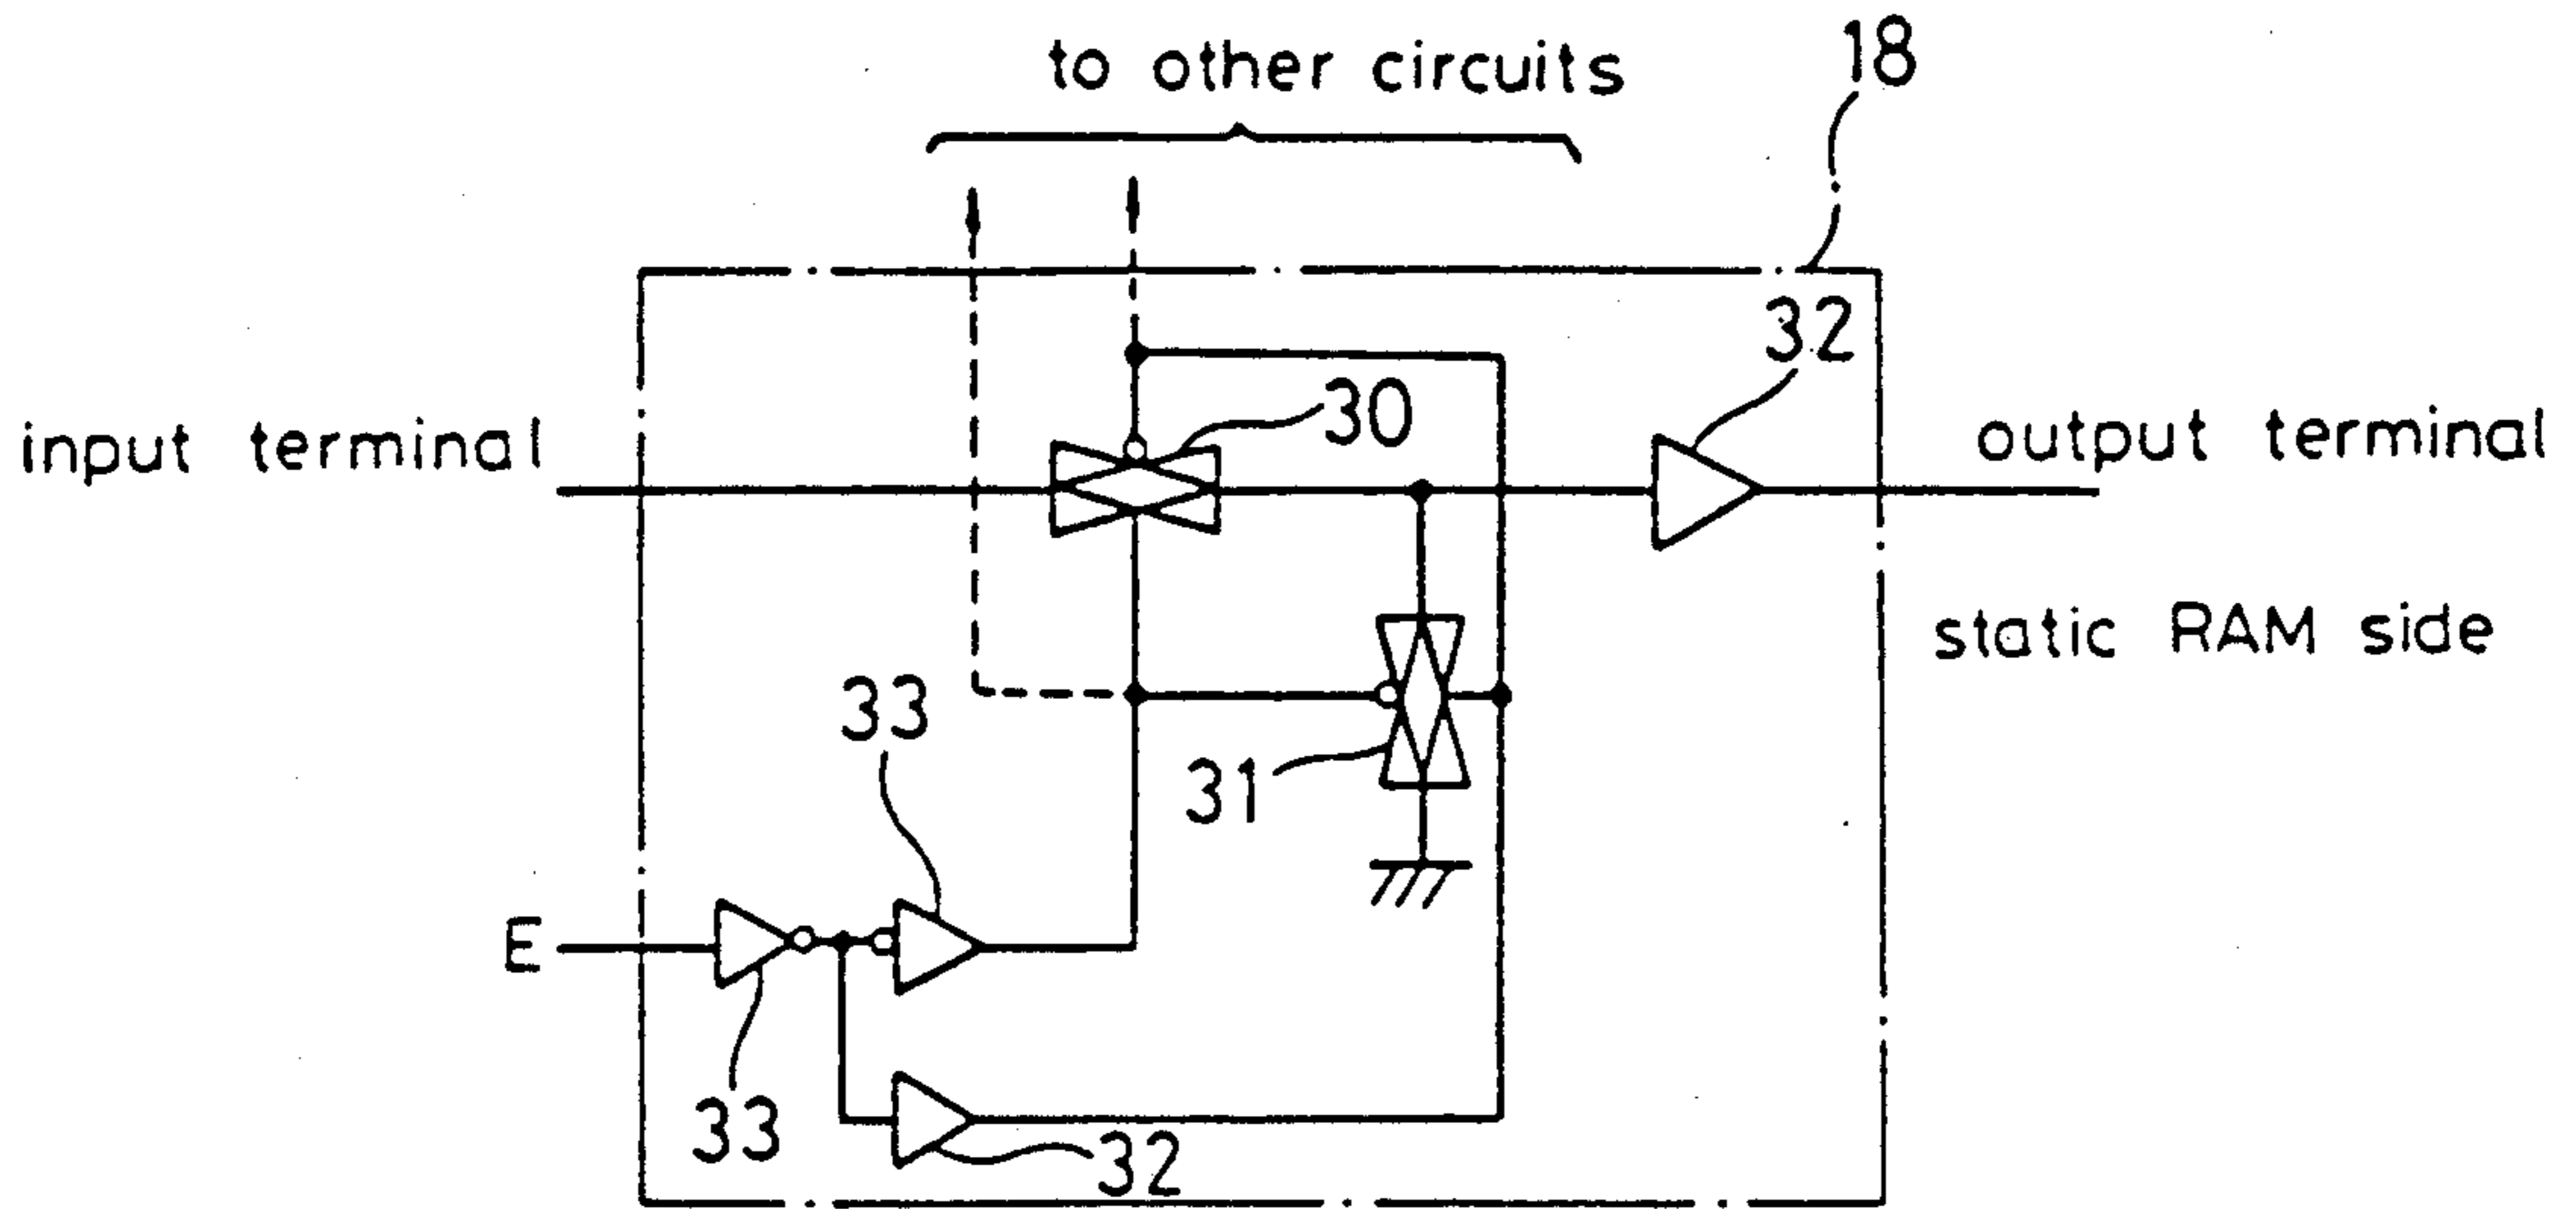 to other circuits
18
32
input terminal
30
output terminal
static RAM side
33
31
E
33
32